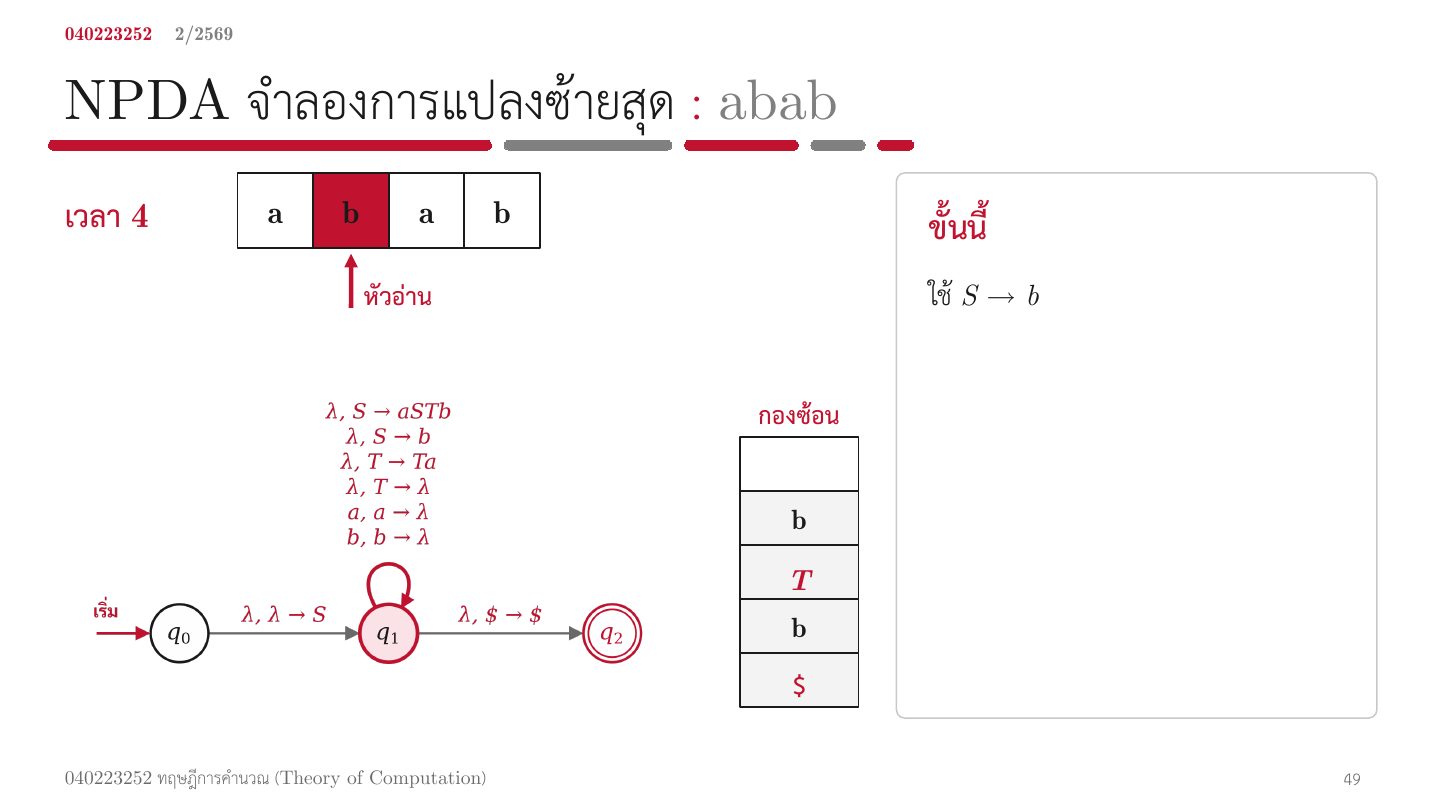 040223252 2/2569
NPDA จำลองการแปลงซ้ายสุด : abab
เวลา 4
a b a b
หัวอ่าน
ขั้นนี้
ใช้ S → b
λ, S → aSTb
λ, S → b
λ, T → Ta
λ, T → λ
a, a → λ
b, b → λ
เริ่ม
q₀
λ, λ → S
q₁
λ, $ → $
q₂
กองซ้อน
b
T
b
$
040223252 ทฤษฎีการคำนวณ (Theory of Computation)
49